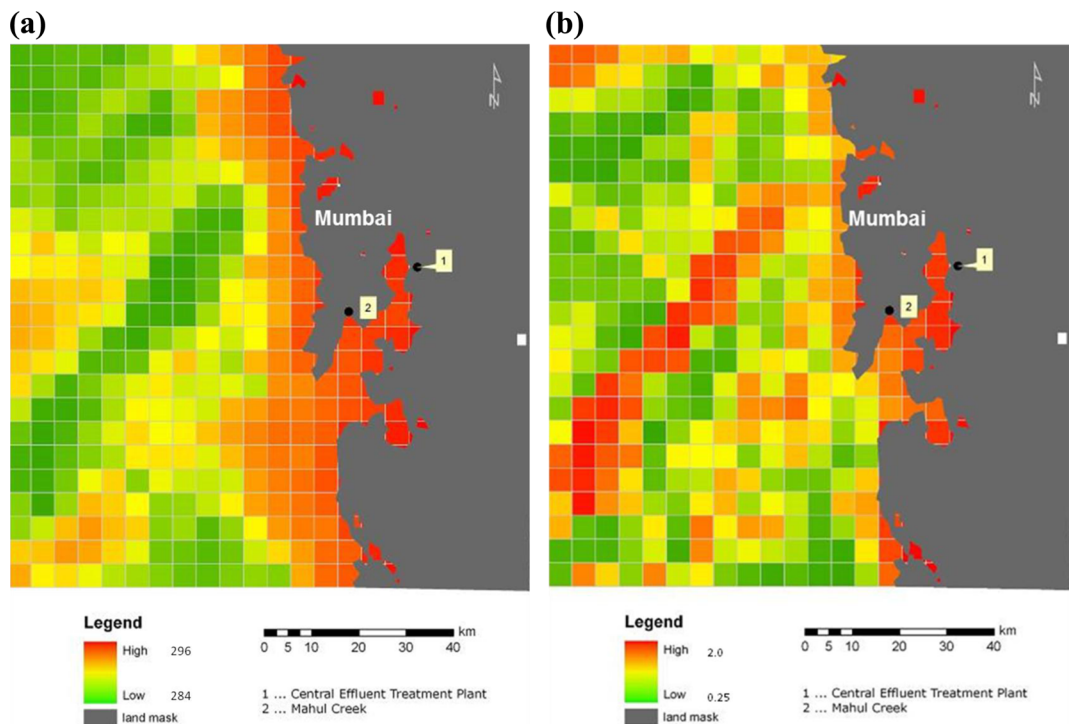 (a)
(b)
N
N
Mumbai
Mumbai
1
1
2
2
Legend
High 296
Low 284
land mask
km
0 5 10 20 30 40
1 ... Central Effluent Treatment Plant
2 ... Mahul Creek
Legend
High 2.0
Low 0.25
land mask
km
0 5 10 20 30 40
1 ... Central Effluent Treatment Plant
2 ... Mahul Creek